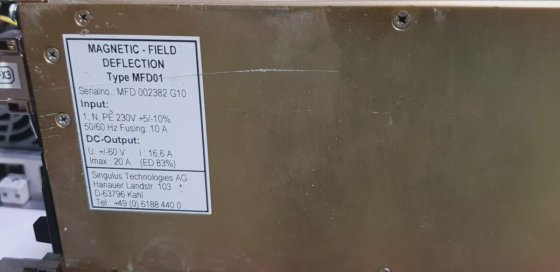 MAGNETIC - FIELD
DEFLECTION
Type MFD01
Serialno.: MFD 002382 G10
Input:
1, N, PE 230V +5/-10%
50/60 Hz Fusing: 10 A
DC-Output:
U: +/-60 V I : 16,6 A
Imax : 20 A (ED 83%)
Singulus Technologies AG
Hanauer Landstr. 103
D-63796 Kahl
Tel.: +49 (0) 6188 440 0
X3